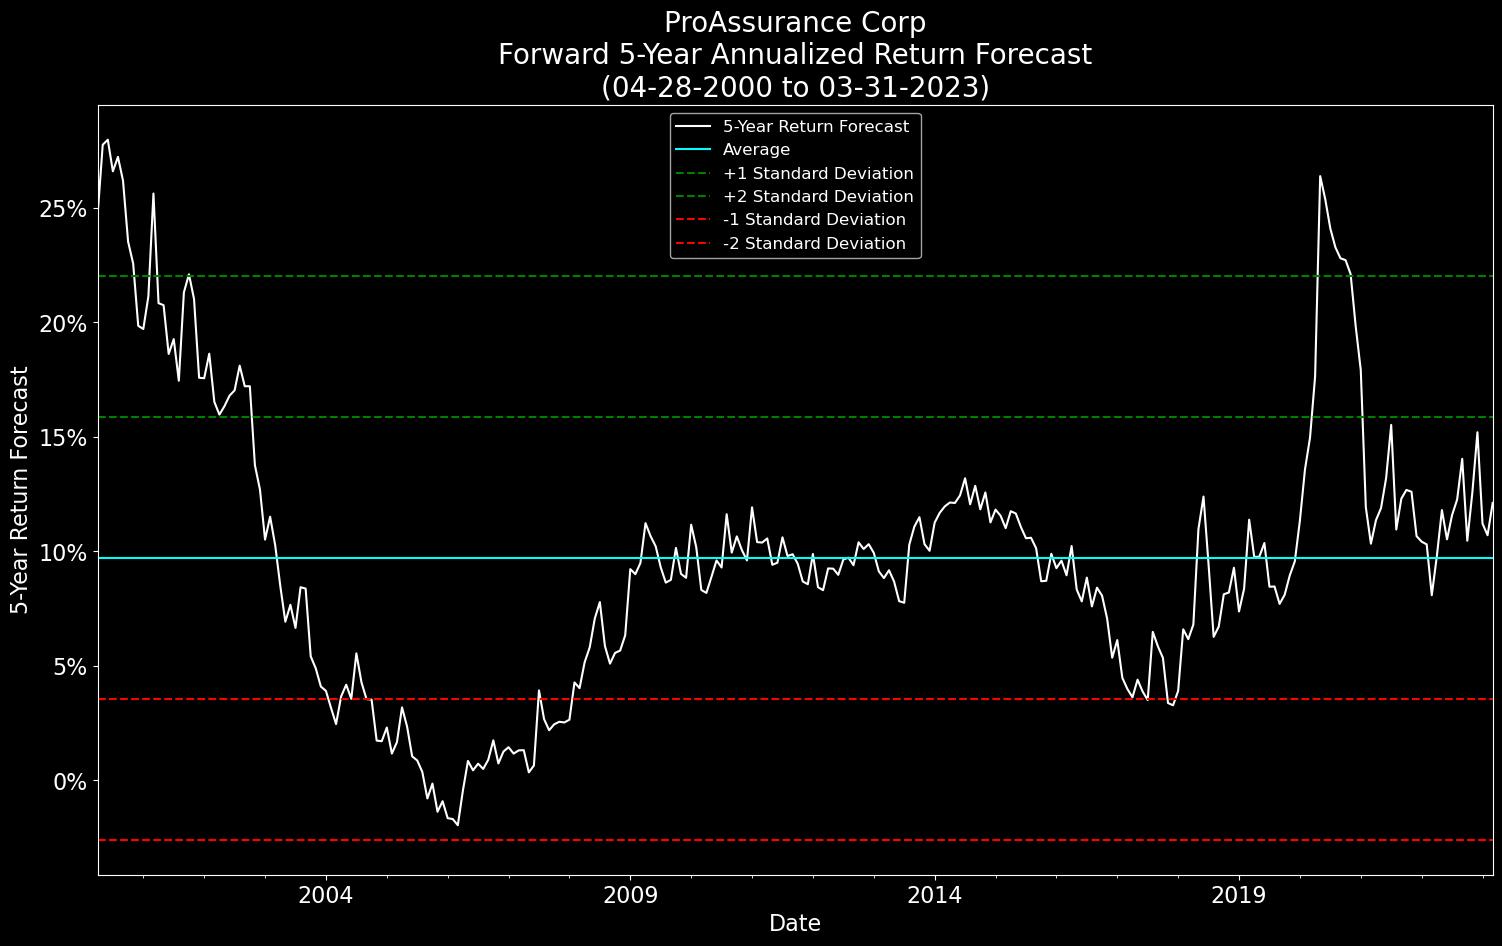 ProAssurance Corp
Forward 5-Year Annualized Return Forecast
(04-28-2000 to 03-31-2023)
5-Year Return Forecast
Average
+1 Standard Deviation
+2 Standard Deviation
-1 Standard Deviation
-2 Standard Deviation
25%
20%
15%
10%
5%
0%
5-Year Return Forecast
2004
2009
2014
2019
Date